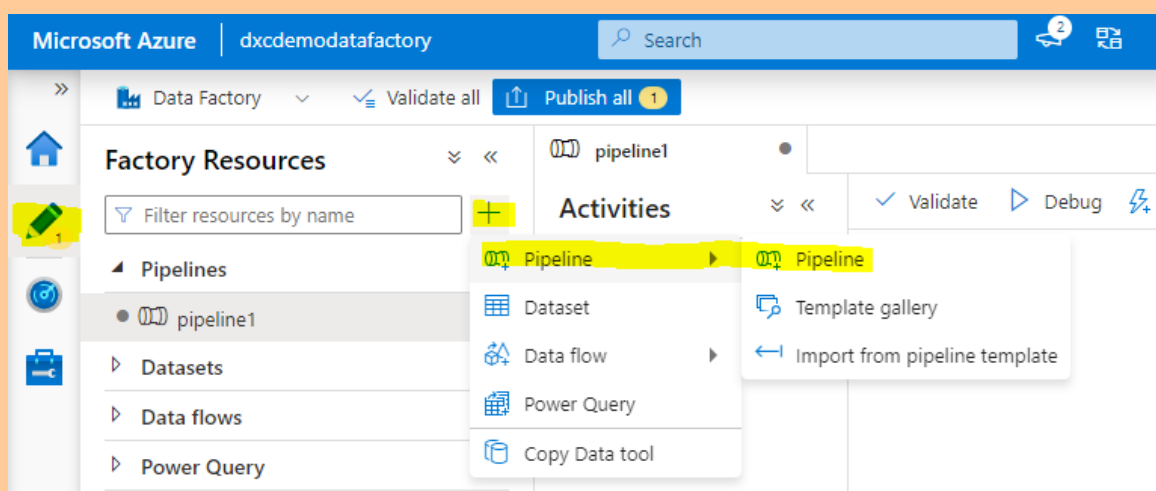 Microsoft Azure dxcdemodatafactory Search 2
Data Factory Validate all Publish all 1
Factory Resources
Filter resources by name
1
Pipelines
pipeline1
Datasets
Data flows
Power Query
pipeline1
Activities
Validate Debug
Pipeline
Dataset
Data flow
Power Query
Copy Data tool
Pipeline
Template gallery
Import from pipeline template